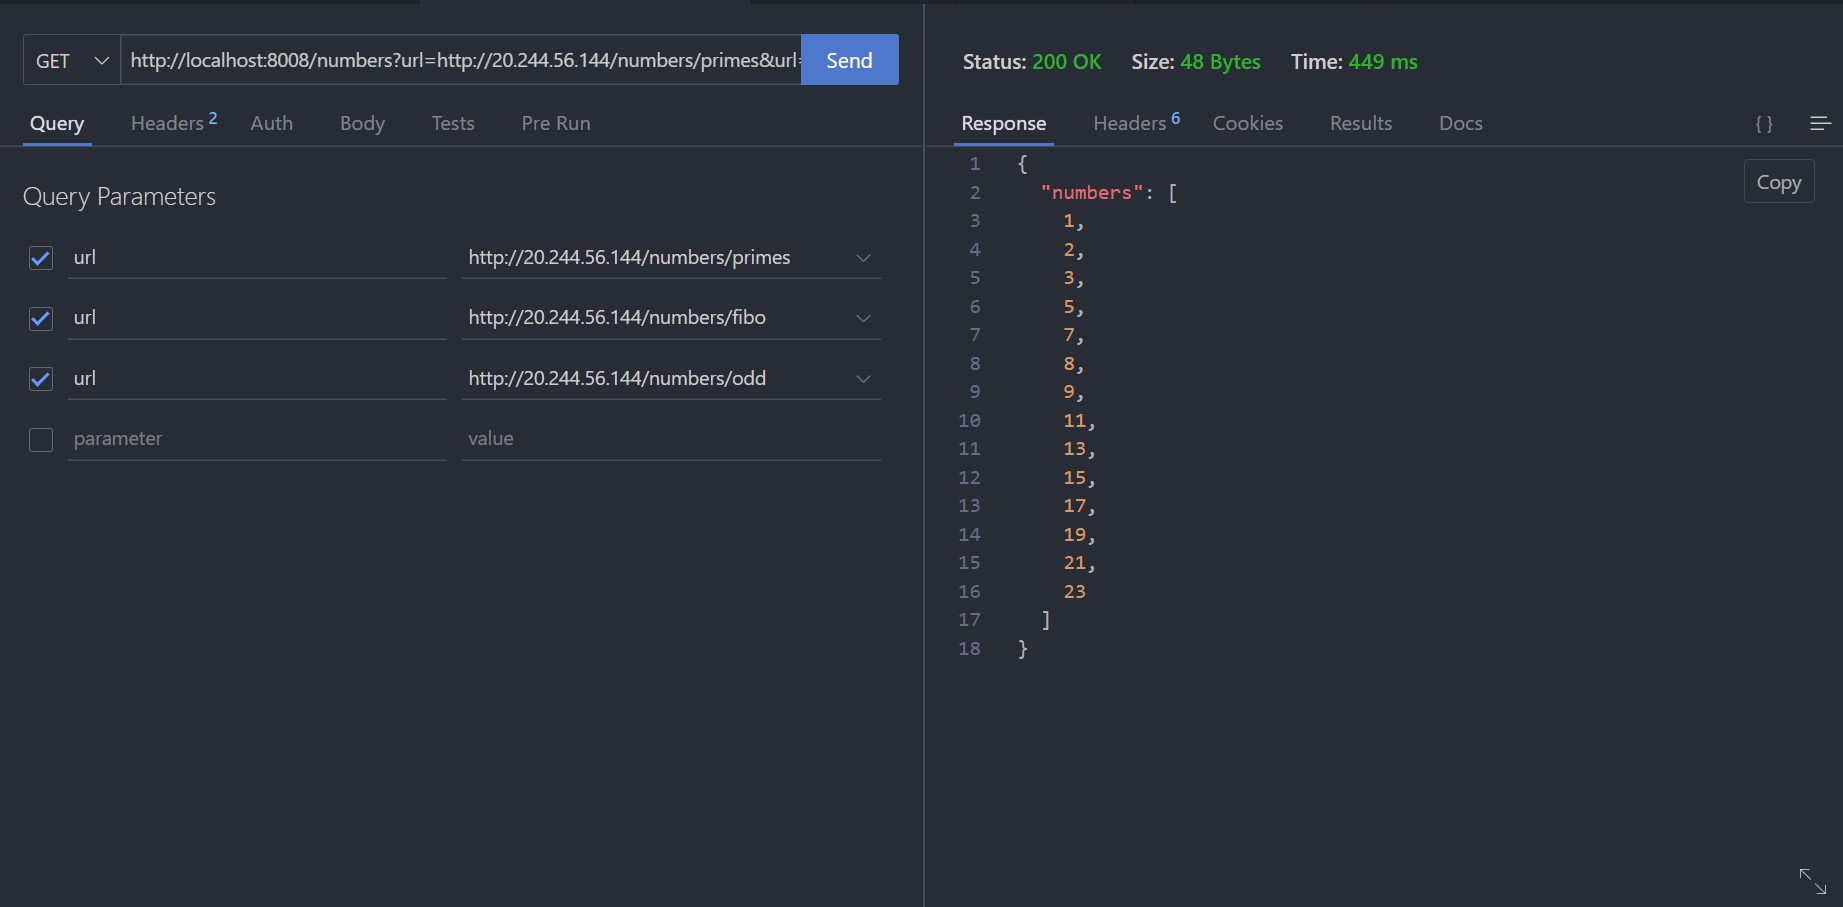 GET http://localhost:8008/numbers?url=http://20.244.56.144/numbers/primes&url= Send
Query Headers 2 Auth Body Tests Pre Run
Query Parameters
url http://20.244.56.144/numbers/primes
url http://20.244.56.144/numbers/fibo
url http://20.244.56.144/numbers/odd
parameter value
Status: 200 OK Size: 48 Bytes Time: 449 ms
Response Headers 6 Cookies Results Docs { }
Copy
1 {
2 "numbers": [
3 1,
4 2,
5 3,
6 5,
7 7,
8 8,
9 9,
10 11,
11 13,
12 15,
13 17,
14 19,
15 21,
16 23
17 ]
18 }